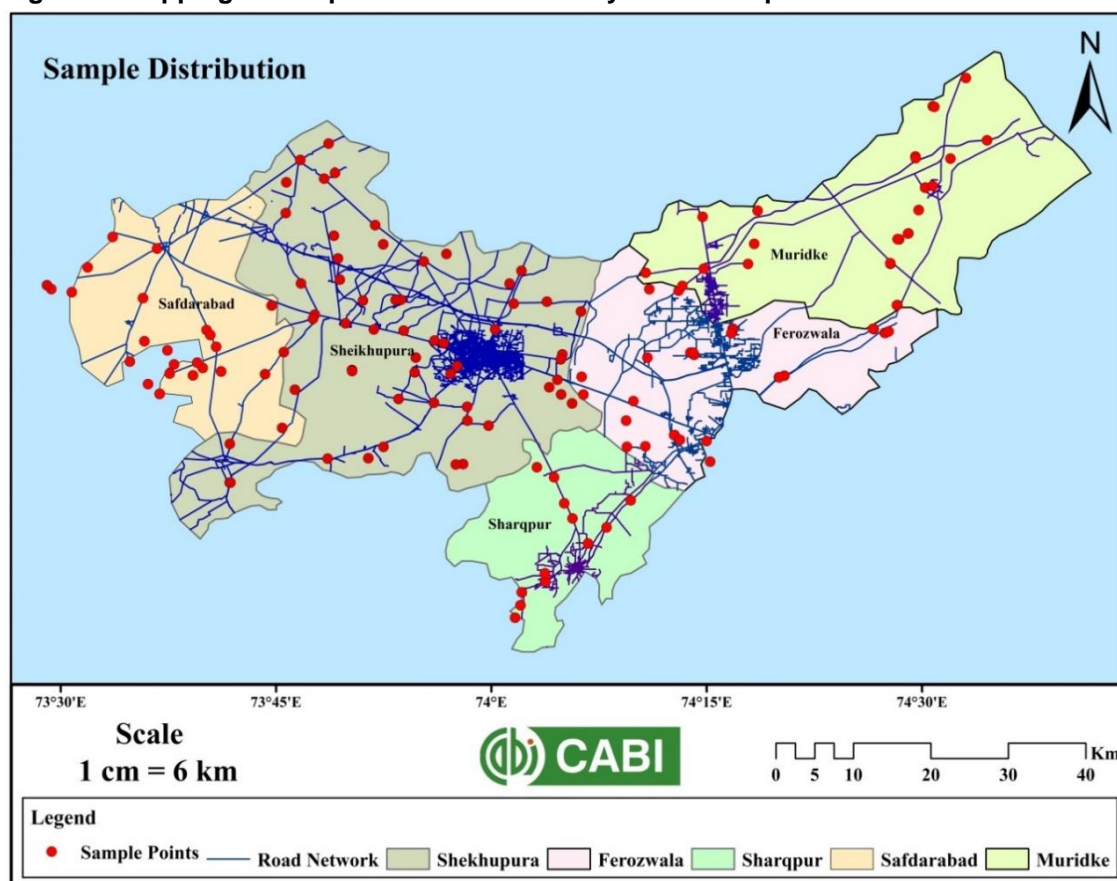 Sample Distribution
N
Muridke
Safdarabad
Ferozwala
Sheikhupura
Sharqpur
73°30'E 73°45'E 74°E 74°15'E 74°30'E
Scale
1 cm = 6 km
CABI
Km
0 5 10 20 30 40
Legend
Sample Points Road Network Shekhupura Ferozwala Sharqpur Safdarabad Muridke